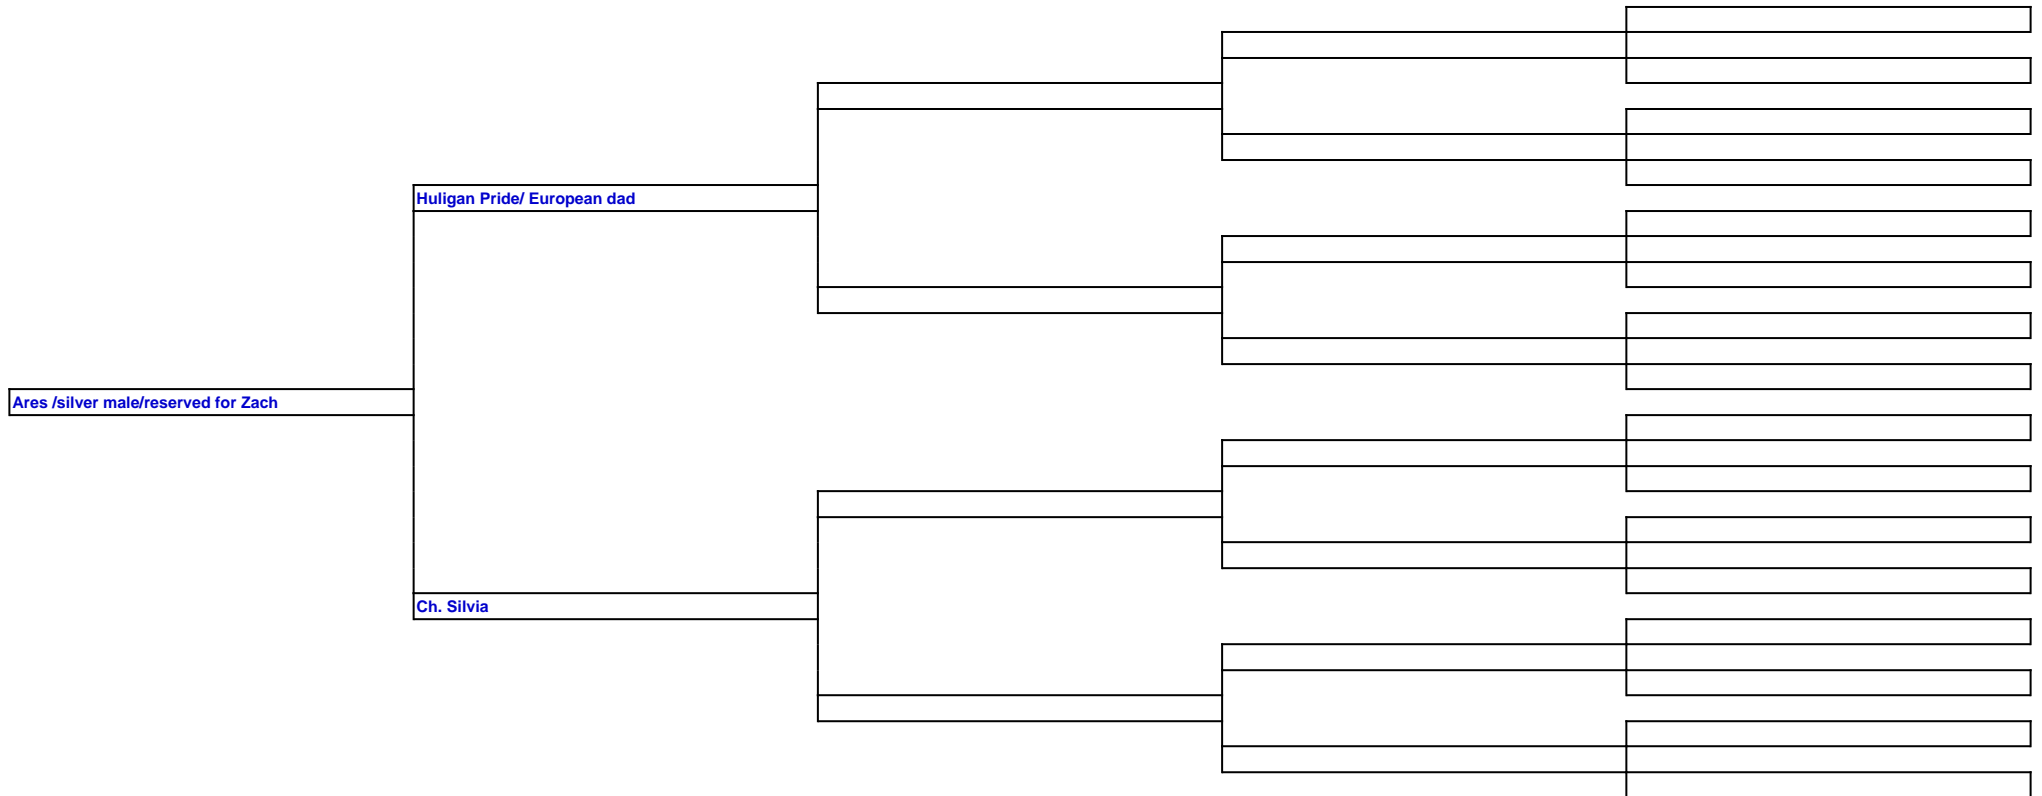 Huligan Pride/ European dad
Ares /silver male/reserved for Zach
Ch. Silvia